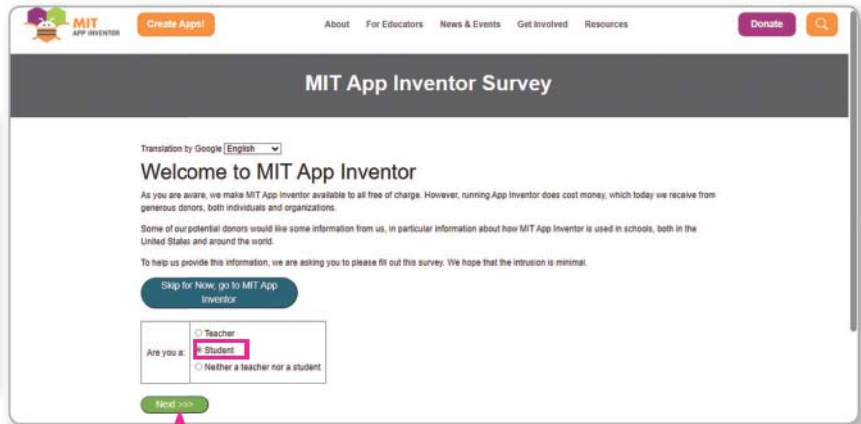 MIT
APP INVENTOR
Create Apps!
About For Educators News & Events Get Involved Resources
Donate
MIT App Inventor Survey
Translation by Google English
Welcome to MIT App Inventor
As you are aware, we make MIT App Inventor available to all free of charge. However, running App Inventor does cost money, which today we receive from
generous donors, both individuals and organizations.
Some of our potential donors would like some information from us, in particular information about how MIT App Inventor is used in schools, both in the
United States and around the world.
To help us provide this information, we are asking you to please fill out this survey. We hope that the intrusion is minimal.
Skip for Now, go to MIT App
Inventor
Teacher
Are you a: Student
Neither a teacher nor a student
Next >>>